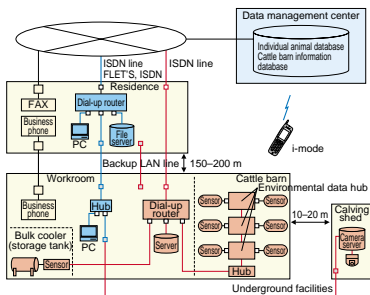 Data management center
Individual animal database
Cattle barn information
database
ISDN line
FLET'S, ISDN
ISDN line
Residence
FAX
Business
phone
Dial-up router
PC
File
server
Backup LAN line
150–200 m
i-mode
Workroom
Business
phone
Hub
PC
Dial-up
router
Server
Bulk cooler
(storage tank)
Sensor
Cattle barn
Environmental data hub
Sensor
Sensor
Sensor
Sensor
Sensor
Sensor
Hub
10–20 m
Calving
shed
Camera
server
Underground facilities